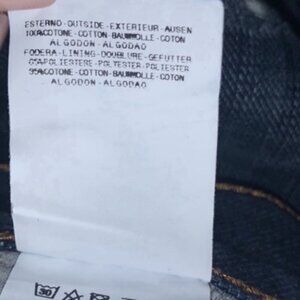 ESTERNO-OUTSIDE-EXTERIEUR-AUSEN
100%COTONE-COTTON-BAUMWOLLE-COTON
ALGODON-ALGODAO
FODERA-LINING-DOUBLURE-GEFUTTER
65%POLIESTERE-POLYESTER-POLYESTER
35%COTONE-COTTON-BAUMWOLLE-COTON
ALGODON-ALGODAO
30